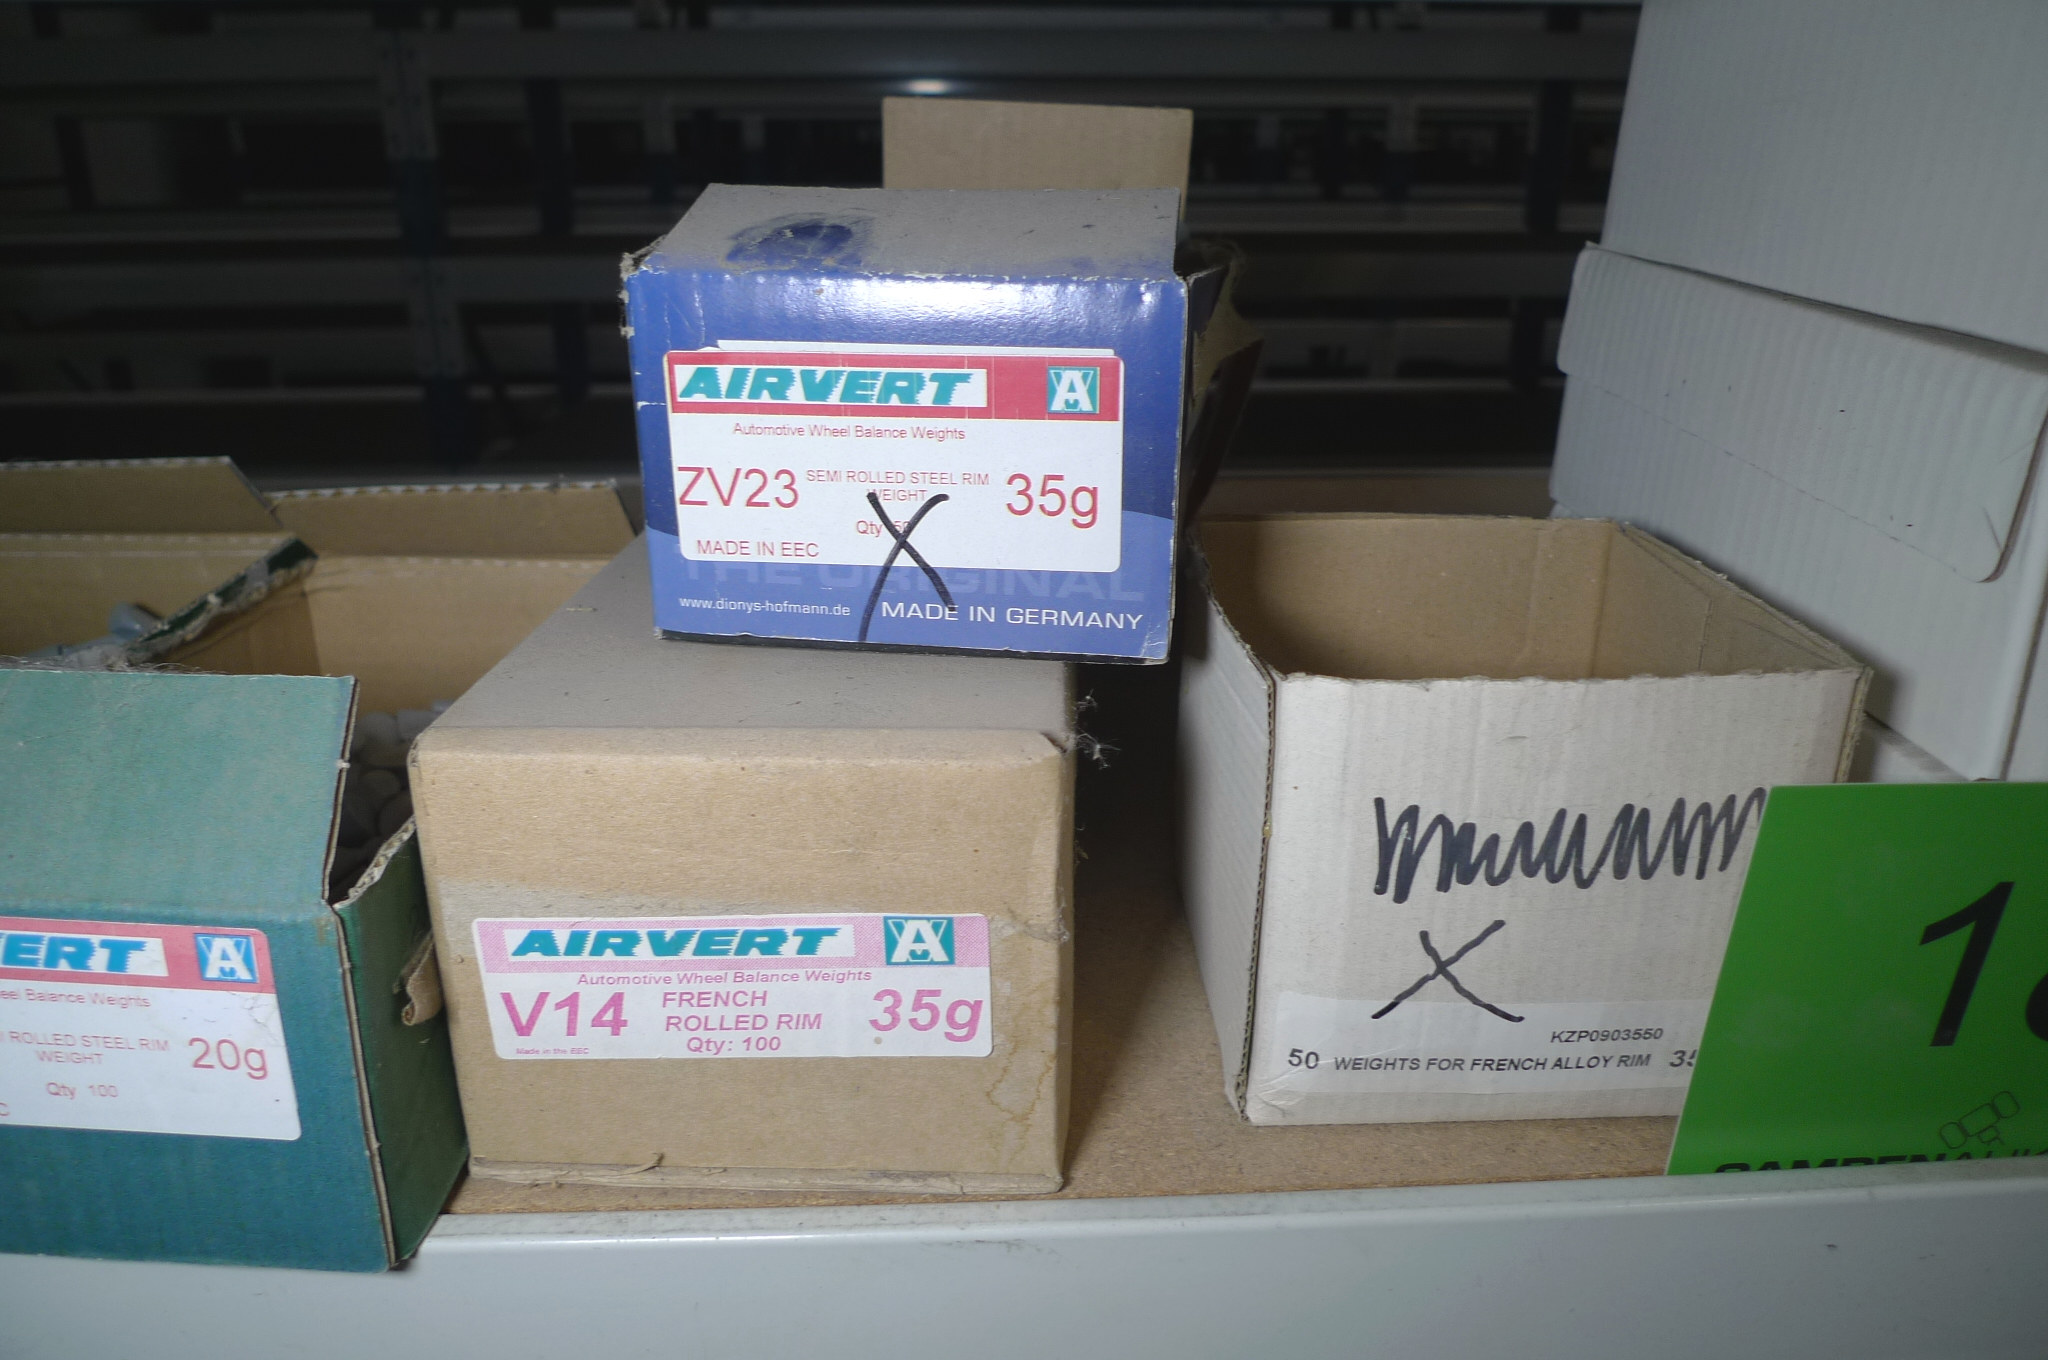 AIRVERT
Automotive Wheel Balance Weights
ZV23 SEMI ROLLED STEEL RIM WEIGHT 35g
Qty 50
MADE IN EEC
THE ORIGINAL
www.dionys-hofmann.de MADE IN GERMANY
VERT
Balance Weights
ROLLED STEEL RIM
WEIGHT
20g
Qty 100
AIRVERT
Automotive Wheel Balance Weights
V14 FRENCH 35g
ROLLED RIM
Qty: 100
Made in the EEC
KZP0903550
50 WEIGHTS FOR FRENCH ALLOY RIM 35